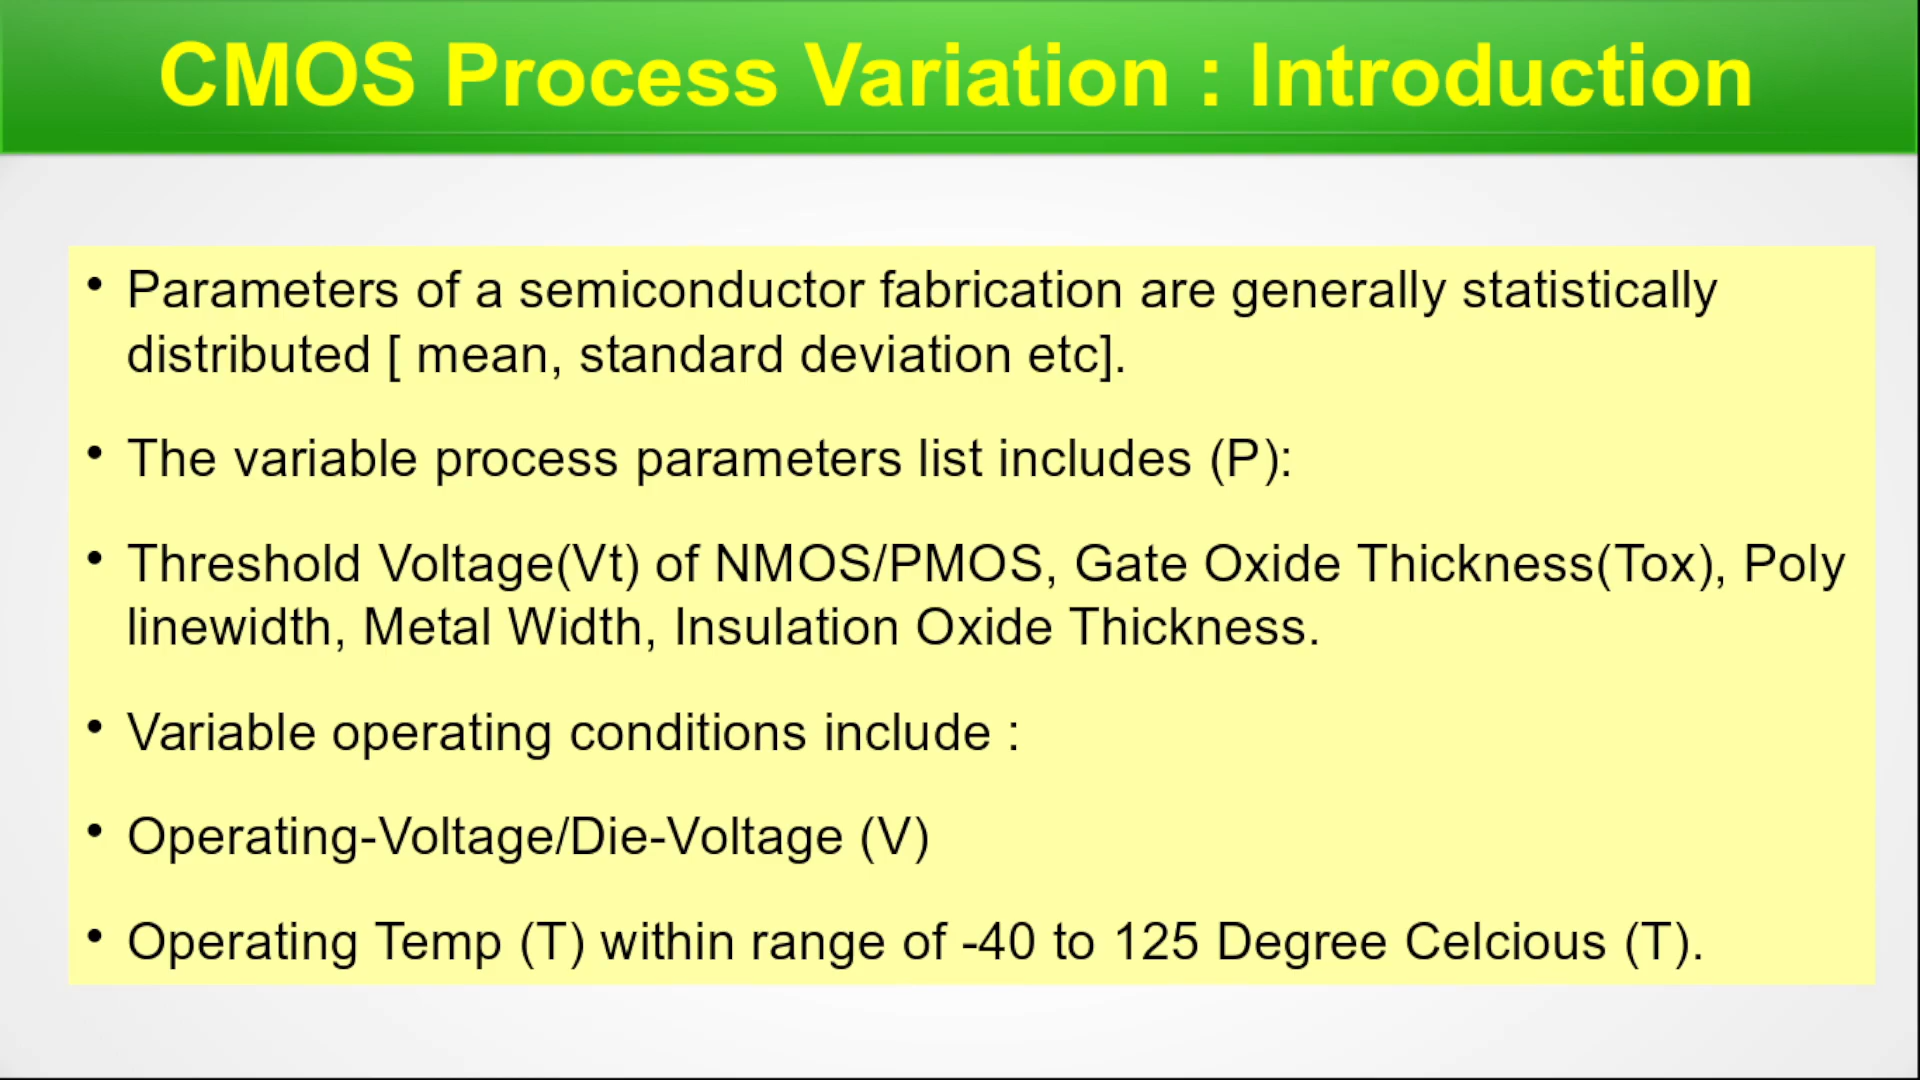 CMOS Process Variation : Introduction
• Parameters of a semiconductor fabrication are generally statistically
distributed [ mean, standard deviation etc].
• The variable process parameters list includes (P):
• Threshold Voltage(Vt) of NMOS/PMOS, Gate Oxide Thickness(Tox), Poly
linewidth, Metal Width, Insulation Oxide Thickness.
• Variable operating conditions include :
• Operating-Voltage/Die-Voltage (V)
• Operating Temp (T) within range of -40 to 125 Degree Celcious (T).